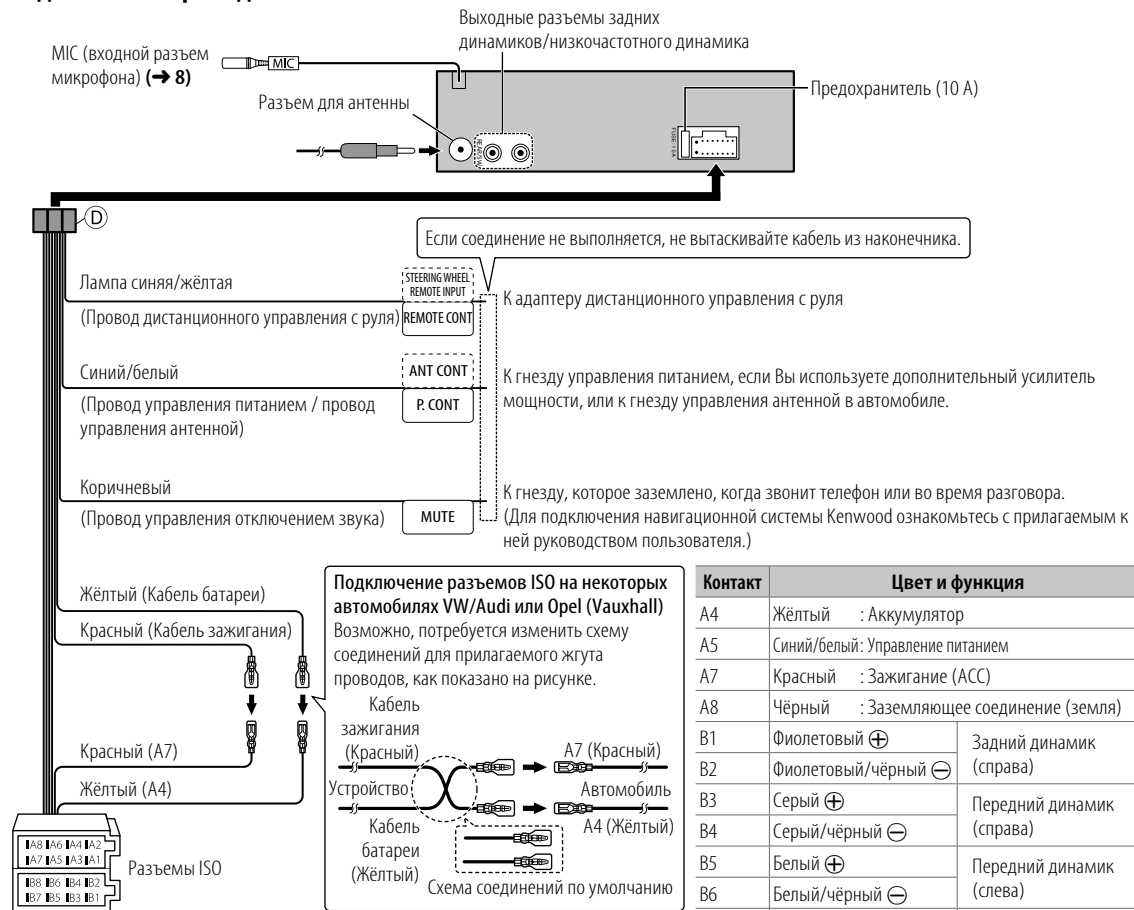 Выходные разъемы задних
динамиков/низкочастотного динамика
MIC (входной разъем
микрофона) (➜ 8)
MIC
Предохранитель (10 А)
Разъем для антенны
REAR/SW
FUSE 10A
D
Если соединение не выполняется, не вытаскивайте кабель из наконечника.
Лампа синяя/жёлтая
(Провод дистанционного управления с руля)
STEERING WHEEL
REMOTE INPUT
REMOTE CONT
К адаптеру дистанционного управления с руля
Синий/белый
(Провод управления питанием / провод
управления антенной)
ANT CONT
P. CONT
К гнезду управления питанием, если Вы используете дополнительный усилитель
мощности, или к гнезду управления антенной в автомобиле.
Коричневый
(Провод управления отключением звука)
MUTE
К гнезду, которое заземлено, когда звонит телефон или во время разговора.
(Для подключения навигационной системы Kenwood ознакомьтесь с прилагаемым к
ней руководством пользователя.)
Жёлтый (Кабель батареи)
Красный (Кабель зажигания)
Красный (A7)
Жёлтый (A4)
A8 A6 A4 A2
A7 A5 A3 A1
B8 B6 B4 B2
B7 B5 B3 B1
Разъемы ISO
Подключение разъемов ISO на некоторых
автомобилях VW/Audi или Opel (Vauxhall)
Возможно, потребуется изменить схему
соединений для прилагаемого жгута
проводов, как показано на рисунке.
Кабель
зажигания
(Красный)
A7 (Красный)
Устройство
Автомобиль
Кабель
батареи
(Жёлтый)
A4 (Жёлтый)
Схема соединений по умолчанию
Контакт Цвет и функция
A4 Жёлтый : Аккумулятор
A5 Синий/белый : Управление питанием
A7 Красный : Зажигание (ACC)
A8 Чёрный : Заземляющее соединение (земля)
B1 Фиолетовый ⊕ Задний динамик
B2 Фиолетовый/чёрный ⊖ (справа)
B3 Серый ⊕ Передний динамик
B4 Серый/чёрный ⊖ (справа)
B5 Белый ⊕ Передний динамик
B6 Белый/чёрный ⊖ (слева)